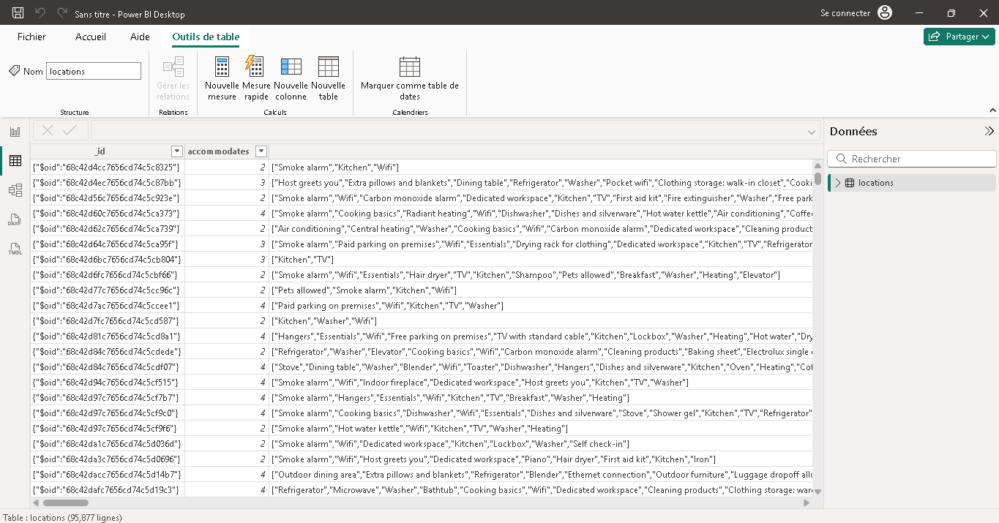 Sans titre - Power BI Desktop
Se connecter
Fichier
Accueil
Aide
Outils de table
Partager
Nom
locations
Gérer les relations
Nouvelle mesure
Mesure rapide
Nouvelle colonne
Nouvelle table
Marquer comme table de dates
Structure
Relations
Calculs
Calendriers
Données
Rechercher
locations
DAX
TMDL
_id accommodates
{"$oid":"68c42d4cc7656cd74c5c8325"} 2 ["Smoke alarm","Kitchen","Wifi"]
{"$oid":"68c42d4ec7656cd74c5c87bb"} 3 ["Host greets you","Extra pillows and blankets","Dining table","Refrigerator","Washer","Pocket wifi","Clothing storage: walk-in closet","Cooki
{"$oid":"68c42d56c7656cd74c5c923e"} 2 ["Smoke alarm","Wifi","Carbon monoxide alarm","Dedicated workspace","Kitchen","TV","First aid kit","Fire extinguisher","Washer","Free park
{"$oid":"68c42d60c7656cd74c5ca373"} 4 ["Smoke alarm","Cooking basics","Radiant heating","Wifi","Dishwasher","Dishes and silverware","Hot water kettle","Air conditioning","Coffee
{"$oid":"68c42d62c7656cd74c5ca739"} 2 ["Air conditioning","Central heating","Washer","Cooking basics","Wifi","Carbon monoxide alarm","Dedicated workspace","Cleaning product
{"$oid":"68c42d64c7656cd74c5ca95f"} 3 ["Smoke alarm","Paid parking on premises","Wifi","Essentials","Drying rack for clothing","Dedicated workspace","Kitchen","TV","Refrigerator
{"$oid":"68c42d6bc7656cd74c5cb804"} 3 ["Kitchen","TV"]
{"$oid":"68c42d6fc7656cd74c5cbf66"} 2 ["Smoke alarm","Wifi","Essentials","Hair dryer","TV","Kitchen","Shampoo","Pets allowed","Breakfast","Washer","Heating","Elevator"]
{"$oid":"68c42d77c7656cd74c5cc96c"} 2 ["Pets allowed","Smoke alarm","Kitchen","Wifi"]
{"$oid":"68c42d7ac7656cd74c5ccee1"} 4 ["Paid parking on premises","Wifi","Kitchen","TV","Washer"]
{"$oid":"68c42d7fc7656cd74c5cd587"} 2 ["Kitchen","Washer","Wifi"]
{"$oid":"68c42d81c7656cd74c5cd8a1"} 4 ["Hangers","Essentials","Wifi","Free parking on premises","TV with standard cable","Kitchen","Lockbox","Washer","Heating","Hot water","Dry
{"$oid":"68c42d84c7656cd74c5cdede"} 2 ["Refrigerator","Washer","Elevator","Cooking basics","Wifi","Carbon monoxide alarm","Cleaning products","Baking sheet","Electrolux single
{"$oid":"68c42d84c7656cd74c5cdf07"} 4 ["Stove","Dining table","Washer","Blender","Wifi","Toaster","Dishwasher","Hangers","Dishes and silverware","Kitchen","Oven","Heating","Cof
{"$oid":"68c42d94c7656cd74c5cf515"} 4 ["Smoke alarm","Wifi","Indoor fireplace","Dedicated workspace","Host greets you","Kitchen","TV","Washer"]
{"$oid":"68c42d97c7656cd74c5cf7b7"} 4 ["Smoke alarm","Hangers","Essentials","Wifi","Kitchen","TV","Breakfast","Washer","Heating"]
{"$oid":"68c42d97c7656cd74c5cf9c0"} 4 ["Smoke alarm","Cooking basics","Dishwasher","Wifi","Essentials","Dishes and silverware","Stove","Shower gel","Kitchen","TV","Refrigerator"
{"$oid":"68c42d97c7656cd74c5cf9f6"} 2 ["Smoke alarm","Hot water kettle","Wifi","Kitchen","TV","Washer","Heating"]
{"$oid":"68c42da1c7656cd74c5d036d"} 2 ["Smoke alarm","Wifi","Dedicated workspace","Kitchen","Lockbox","Washer","Self check-in"]
{"$oid":"68c42da3c7656cd74c5d0696"} 2 ["Smoke alarm","Wifi","Host greets you","Dedicated workspace","Piano","Hair dryer","First aid kit","Kitchen","Iron"]
{"$oid":"68c42dacc7656cd74c5d14b7"} 4 ["Outdoor dining area","Extra pillows and blankets","Refrigerator","Blender","Ethernet connection","Outdoor furniture","Luggage dropoff allo
{"$oid":"68c42dafc7656cd74c5d19c3"} 4 ["Refrigerator","Microwave","Washer","Bathtub","Cooking basics","Wifi","Dedicated workspace","Cleaning products","Clothing storage: war
Table : locations (95,877 lignes)